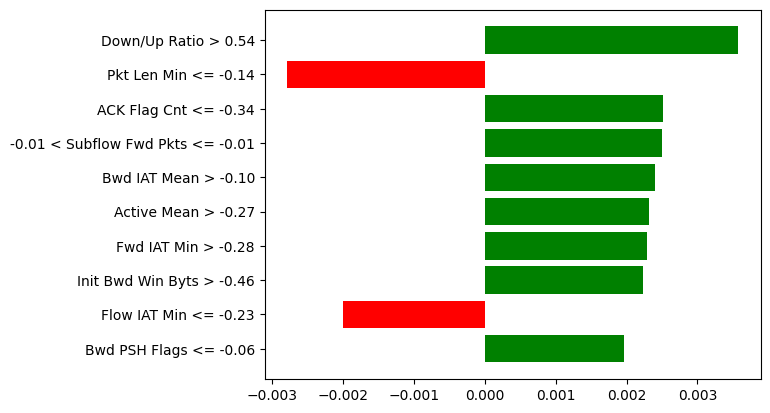 Down/Up Ratio > 0.54
Pkt Len Min <= -0.14
ACK Flag Cnt <= -0.34
-0.01 < Subflow Fwd Pkts <= -0.01
Bwd IAT Mean > -0.10
Active Mean > -0.27
Fwd IAT Min > -0.28
Init Bwd Win Byts > -0.46
Flow IAT Min <= -0.23
Bwd PSH Flags <= -0.06
−0.003 −0.002 −0.001 0.000 0.001 0.002 0.003